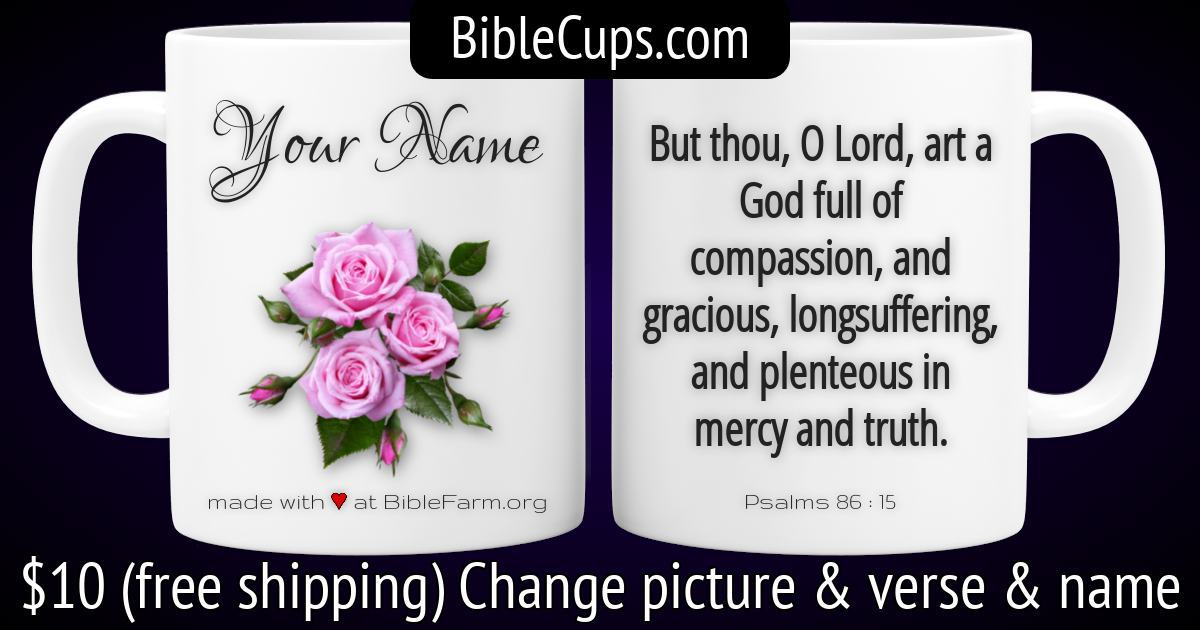 BibleCups.com
Your Name
made with ♥ at BibleFarm.org
But thou, O Lord, art a
God full of
compassion, and
gracious, longsuffering,
and plenteous in
mercy and truth.
Psalms 86 : 15
$10 (free shipping) Change picture & verse & name